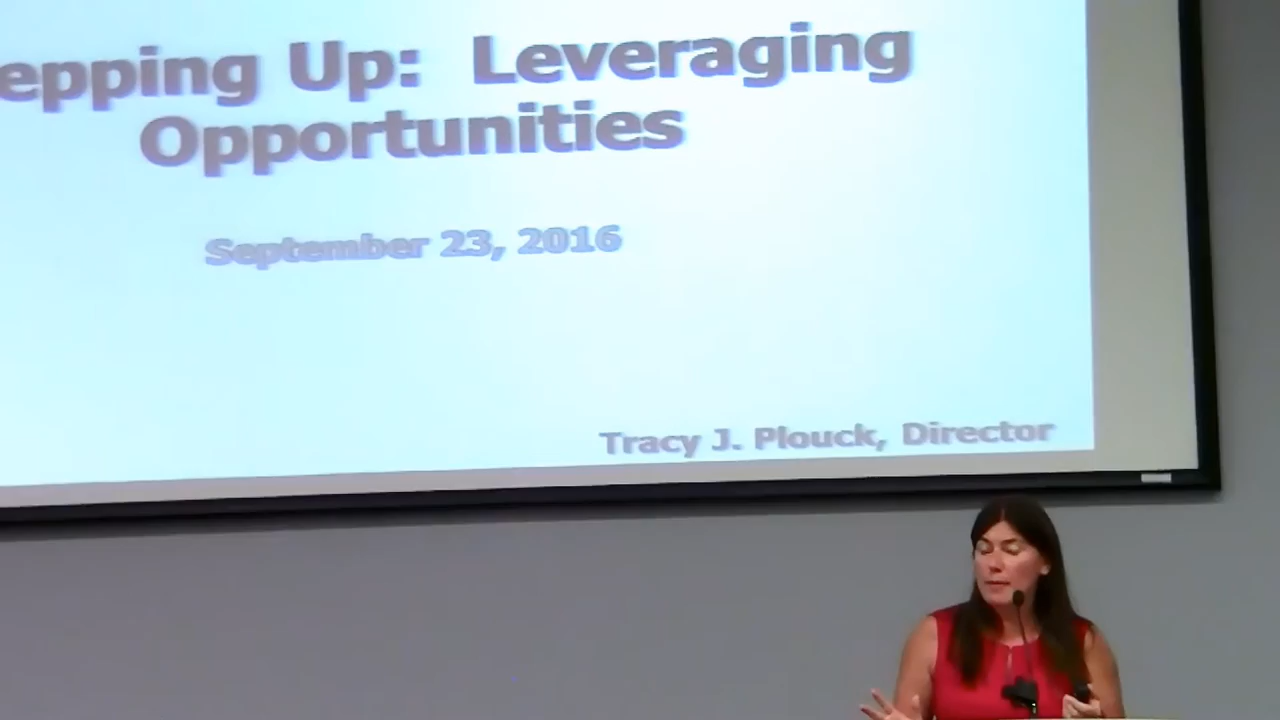 epping Up: Leveraging
Opportunities
September 23, 2016
Tracy J. Plouck, Director